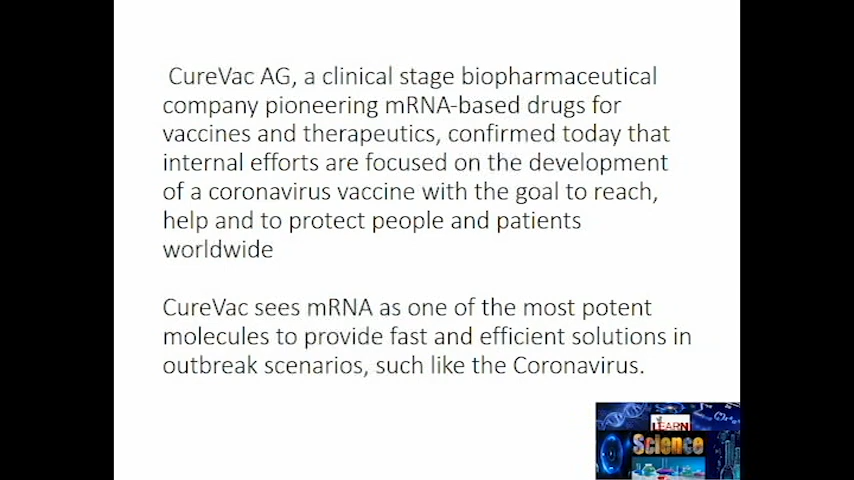 CureVac AG, a clinical stage biopharmaceutical
company pioneering mRNA-based drugs for
vaccines and therapeutics, confirmed today that
internal efforts are focused on the development
of a coronavirus vaccine with the goal to reach,
help and to protect people and patients
worldwide
CureVac sees mRNA as one of the most potent
molecules to provide fast and efficient solutions in
outbreak scenarios, such like the Coronavirus.
LEARN
Science